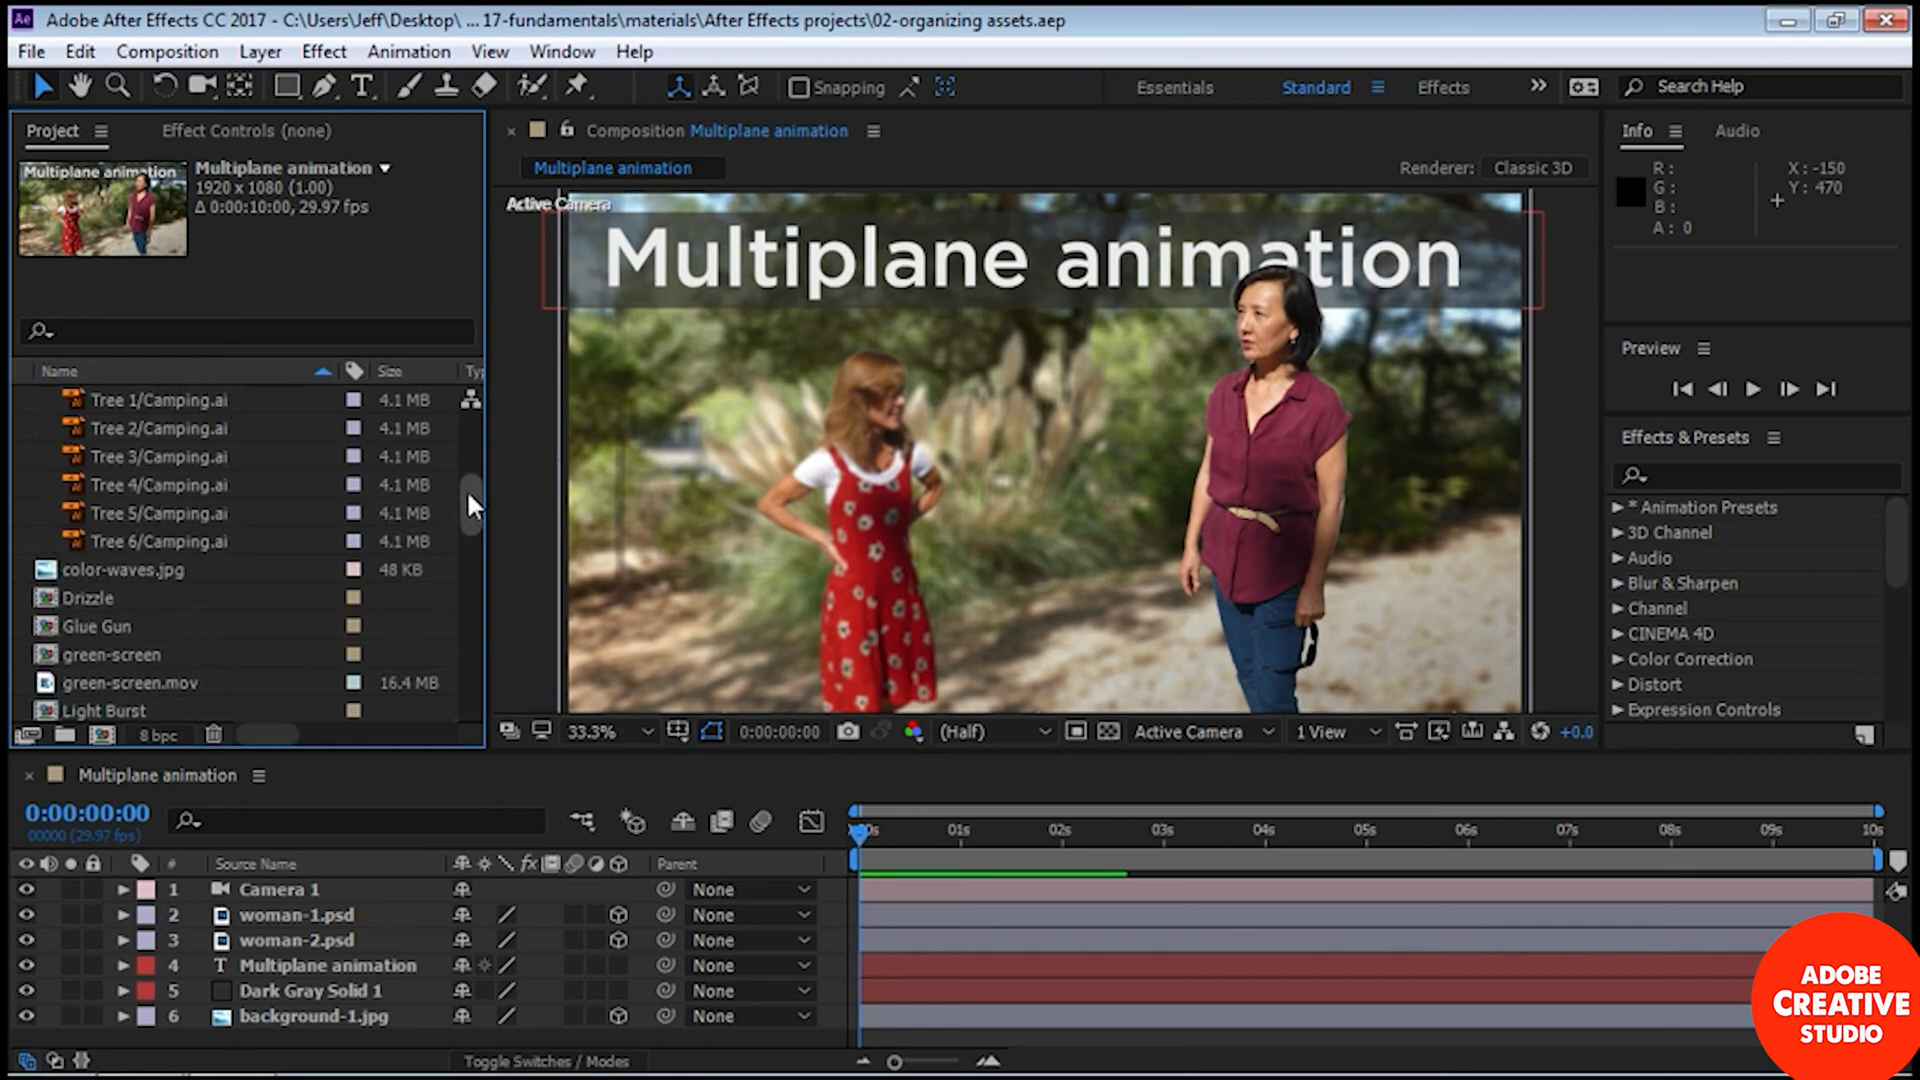 Ae Adobe After Effects CC 2017 - C:\Users\Jeff\Desktop\ ... 17-fundamentals\materials\After Effects projects\02-organizing assets.aep
File Edit Composition Layer Effect Animation View Window Help
Snapping Essentials Standard Effects Search Help
Project Effect Controls (none)
Multiplane animation
Multiplane animation
1920 x 1080 (1.00)
Δ 0:00:10:00, 29.97 fps
Name Size Typ
Tree 1/Camping.ai 4.1 MB
Tree 2/Camping.ai 4.1 MB
Tree 3/Camping.ai 4.1 MB
Tree 4/Camping.ai 4.1 MB
Tree 5/Camping.ai 4.1 MB
Tree 6/Camping.ai 4.1 MB
color-waves.jpg 48 KB
Drizzle
Glue Gun
green-screen
green-screen.mov 16.4 MB
Light Burst
8 bpc
Composition Multiplane animation
Multiplane animation Renderer: Classic 3D
Active Camera
Multiplane animation
33.3% 0:00:00:00 (Half) Active Camera 1 View +0.0
Info Audio
R: X: -150
G: Y: 470
B:
A: 0
Preview
Effects & Presets
* Animation Presets
3D Channel
Audio
Blur & Sharpen
Channel
CINEMA 4D
Color Correction
Distort
Expression Controls
Multiplane animation
0:00:00:00
00000 (29.97 fps)
01s 02s 03s 04s 05s 06s 07s 08s 09s 10s
# Source Name fx Parent
1 Camera 1 None
2 woman-1.psd None
3 woman-2.psd None
4 T Multiplane animation None
5 Dark Gray Solid 1 None
6 background-1.jpg None
Toggle Switches / Modes
ADOBE
CREATIVE
STUDIO